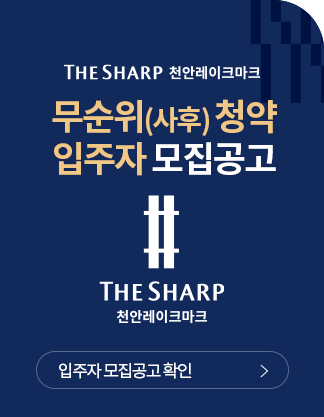 THE SHARP 천안레이크마크
무순위(사후) 청약
입주자 모집공고
THE SHARP
천안레이크마크
입주자 모집공고 확인